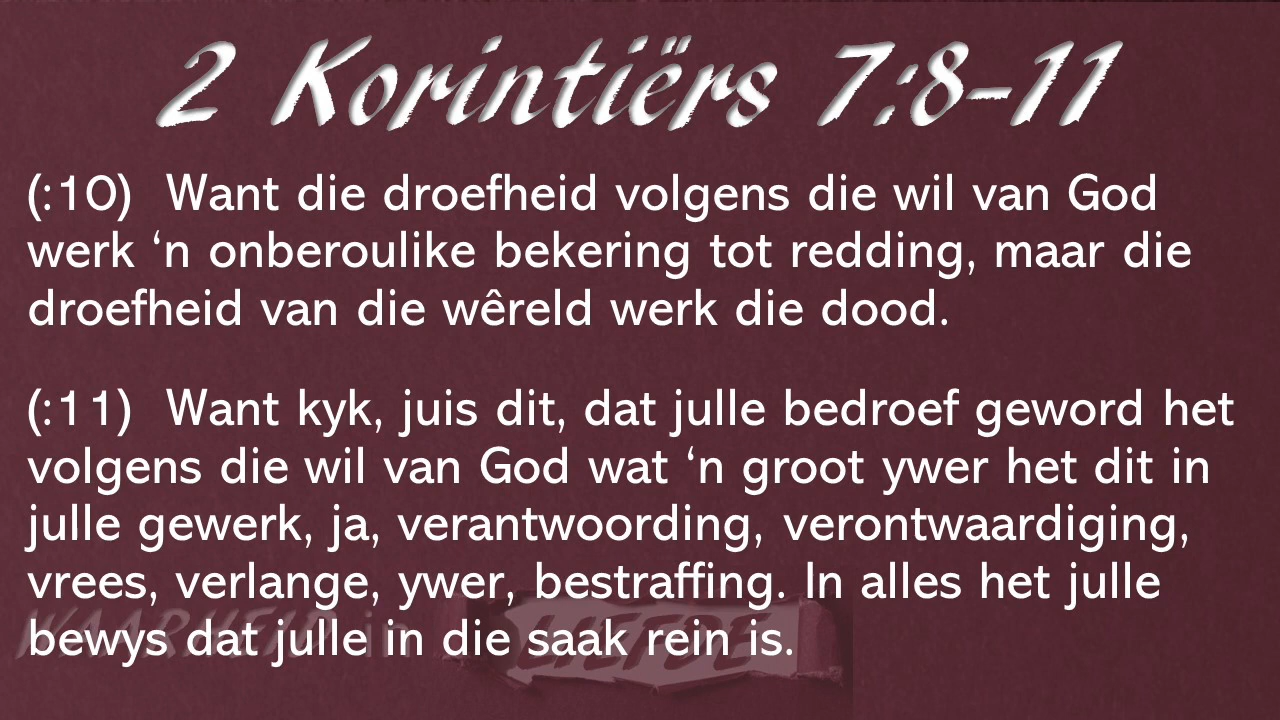 2 Korintiërs 7:8-11
(:10) Want die droefheid volgens die wil van God
werk ‘n onberoulike bekering tot redding, maar die
droefheid van die wêreld werk die dood.
(:11) Want kyk, juis dit, dat julle bedroef geword het
volgens die wil van God wat ‘n groot ywer het dit in
julle gewerk, ja, verantwoording, verontwaardiging,
vrees, verlange, ywer, bestraffing. In alles het julle
bewys dat julle in die saak rein is.
WAARHEID in LIEFDE